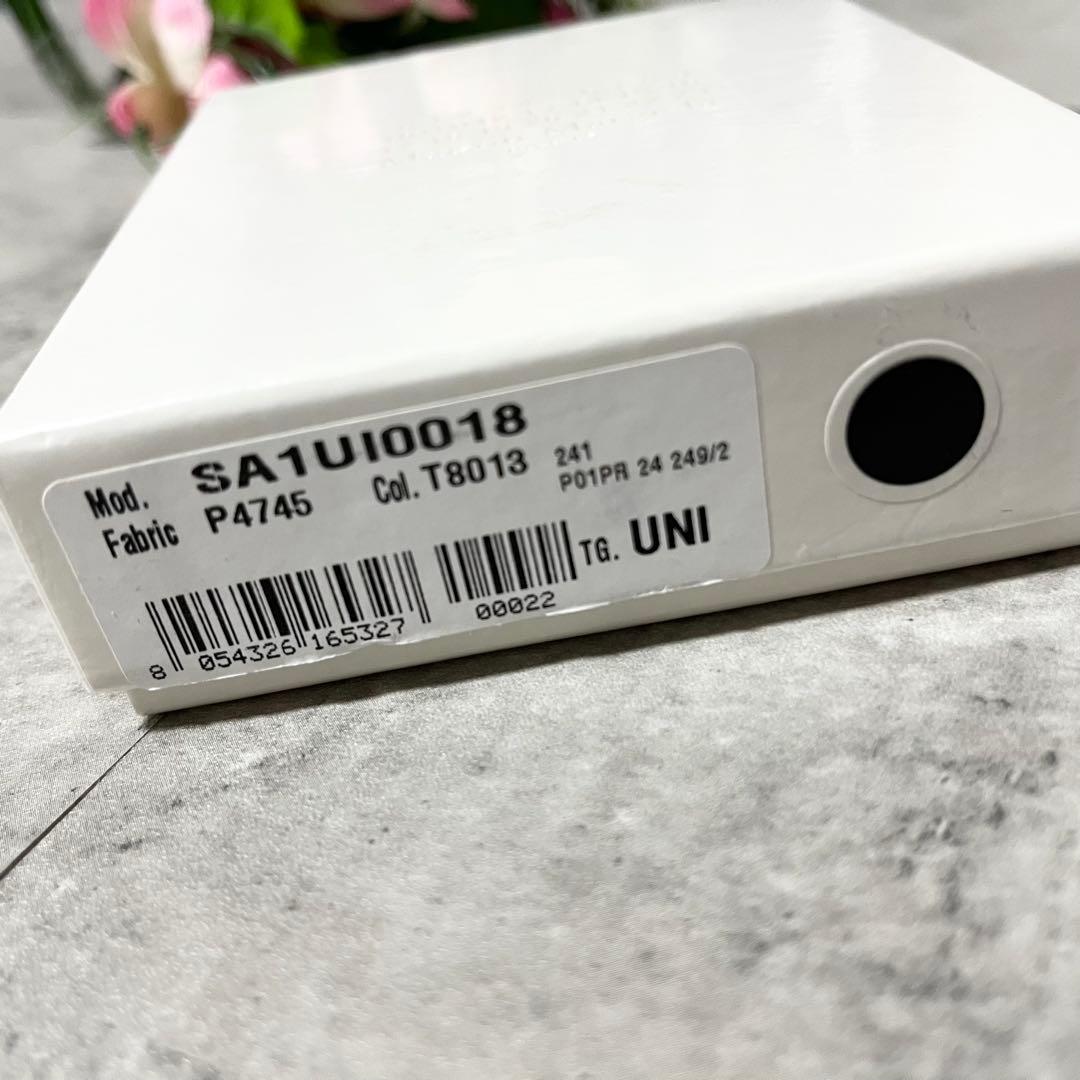 Mod. SA1UI0018
Fabric P4745 Col. T8013 241
P01PR 24 249/2
TG. UNI
8 054326 165327 00022